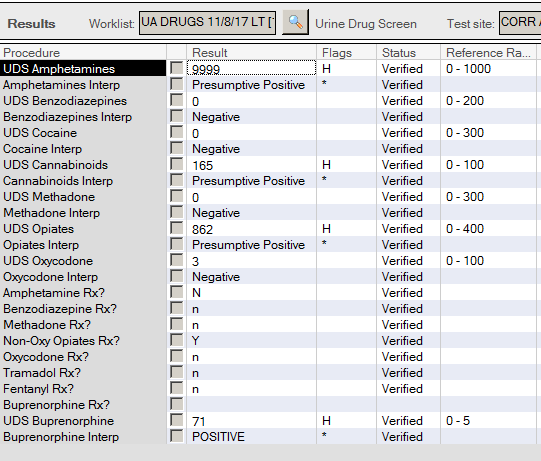 Results Worklist: UA DRUGS 11/8/17 LT [ Urine Drug Screen Test site: CORR
Procedure Result Flags Status Reference Ra...
UDS Amphetamines 9999 H Verified 0 - 1000
Amphetamines Interp Presumptive Positive * Verified
UDS Benzodiazepines 0 Verified 0 - 200
Benzodiazepines Interp Negative Verified
UDS Cocaine 0 Verified 0 - 300
Cocaine Interp Negative Verified
UDS Cannabinoids 165 H Verified 0 - 100
Cannabinoids Interp Presumptive Positive * Verified
UDS Methadone 0 Verified 0 - 300
Methadone Interp Negative Verified
UDS Opiates 862 H Verified 0 - 400
Opiates Interp Presumptive Positive * Verified
UDS Oxycodone 3 Verified 0 - 100
Oxycodone Interp Negative Verified
Amphetamine Rx? N Verified
Benzodiazepine Rx? n Verified
Methadone Rx? n Verified
Non-Oxy Opiates Rx? Y Verified
Oxycodone Rx? n Verified
Tramadol Rx? n Verified
Fentanyl Rx? n Verified
Buprenorphine Rx?
UDS Buprenorphine 71 H Verified 0 - 5
Buprenorphine Interp POSITIVE * Verified